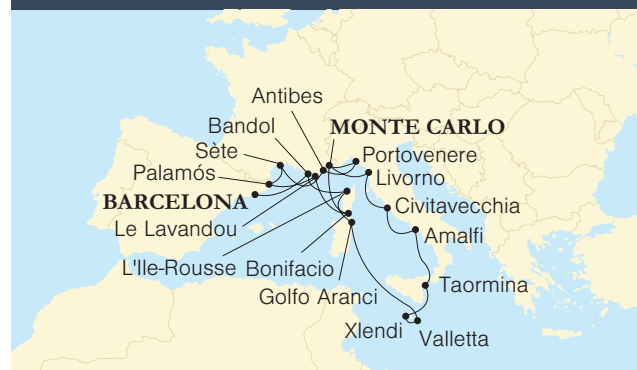 Antibes
Bandol
MONTE CARLO
Sète
Portovenere
Palamós
Livorno
BARCELONA
Civitavecchia
Le Lavandou
Amalfi
L'Ile-Rousse
Bonifacio
Golfo Aranci
Taormina
Xlendi
Valletta